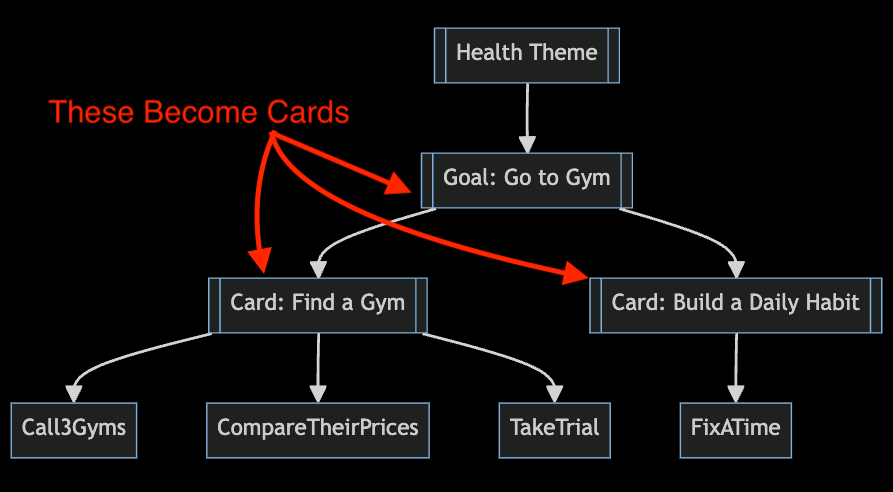 Health Theme
These Become Cards
Goal: Go to Gym
Card: Find a Gym
Card: Build a Daily Habit
Call3Gyms
CompareTheirPrices
TakeTrial
FixATime